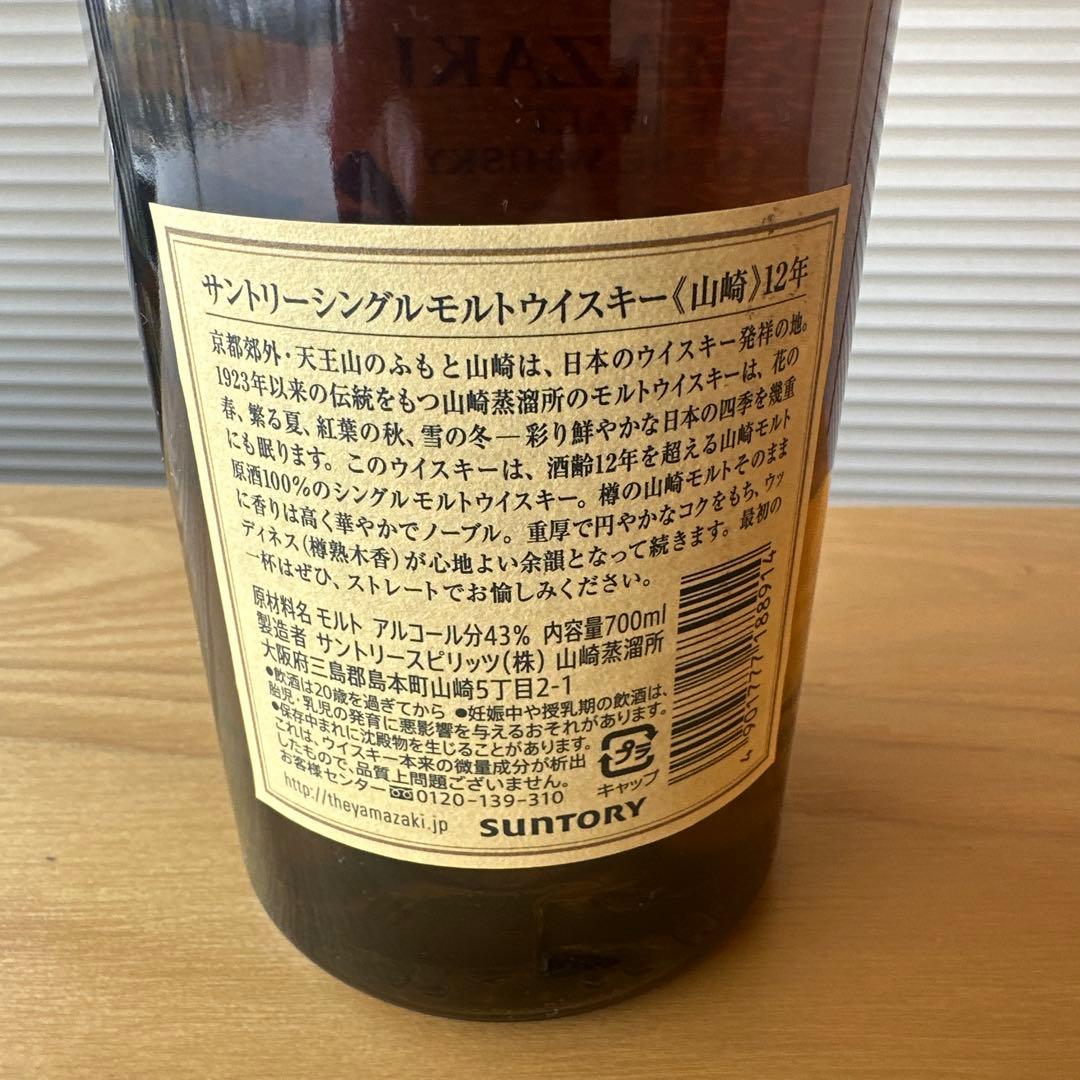 NZAKI
WHISKY
サントリーシングルモルトウイスキー《山崎》12年
京都郊外・天王山のふもと山崎は、日本のウイスキー発祥の地。
1923年以来の伝統をもつ山崎蒸溜所のモルトウイスキーは、花の
春、繁る夏、紅葉の秋、雪の冬―彩り鮮やかな日本の四季を幾重
にも眠ります。このウイスキーは、酒齢12年を超える山崎モルト
原酒100%のシングルモルトウイスキー。樽の山崎モルトそのまま
に香りは高く華やかでノーブル。重厚で円やかなコクをもち、ウッ
ディネス(樽熟木香)が心地よい余韻となって続きます。最初の
一杯はぜひ、ストレートでお愉しみください。
原材料名 モルト アルコール分43% 内容量700ml
製造者 サントリースピリッツ(株) 山崎蒸溜所
大阪府三島郡島本町山崎5丁目2-1
●飲酒は20歳を過ぎてから ●妊娠中や授乳期の飲酒は、
胎児・乳児の発育に悪影響を与えるおそれがあります。
●保存中まれに沈殿物を生じることがあります。
これは、ウイスキー本来の微量成分が析出
したもので、品質上問題ございません。
お客様センター 0120-139-310
http://theyamazaki.jp
SUNTORY
プラ
キャップ
4901777188914